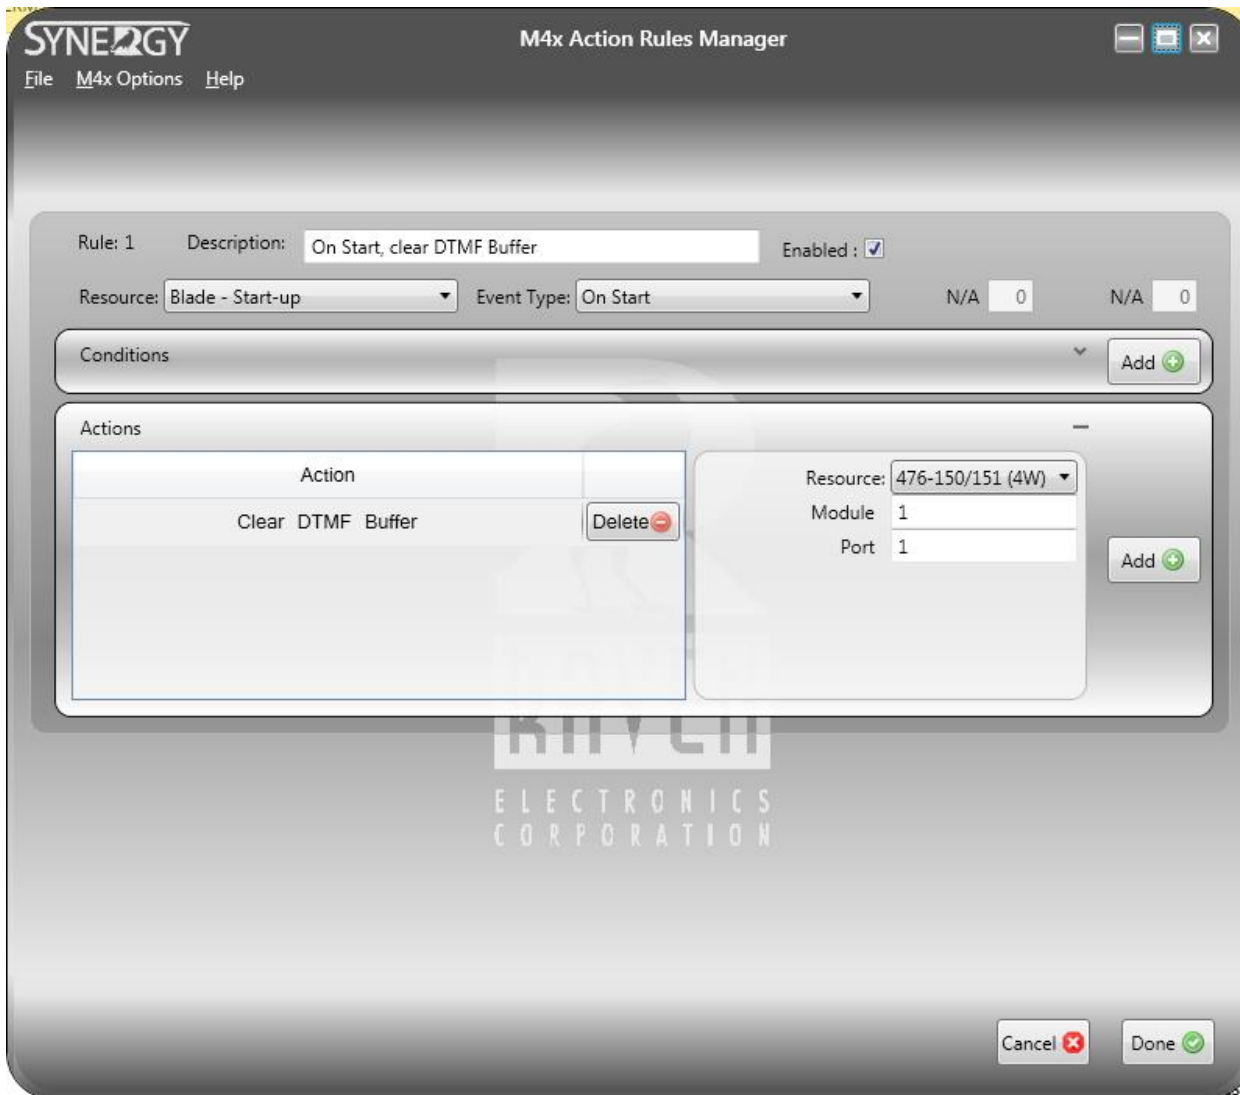 SYNERGY
M4x Action Rules Manager
File M4x Options Help
Rule: 1 Description: On Start, clear DTMF Buffer Enabled :
Resource: Blade - Start-up Event Type: On Start N/A 0 N/A 0
Conditions Add
Actions
Action
Resource: 476-150/151 (4W)
Clear DTMF Buffer Delete
Module 1
Port 1
Add
RAVEN
ELECTRONICS
CORPORATION
Cancel Done